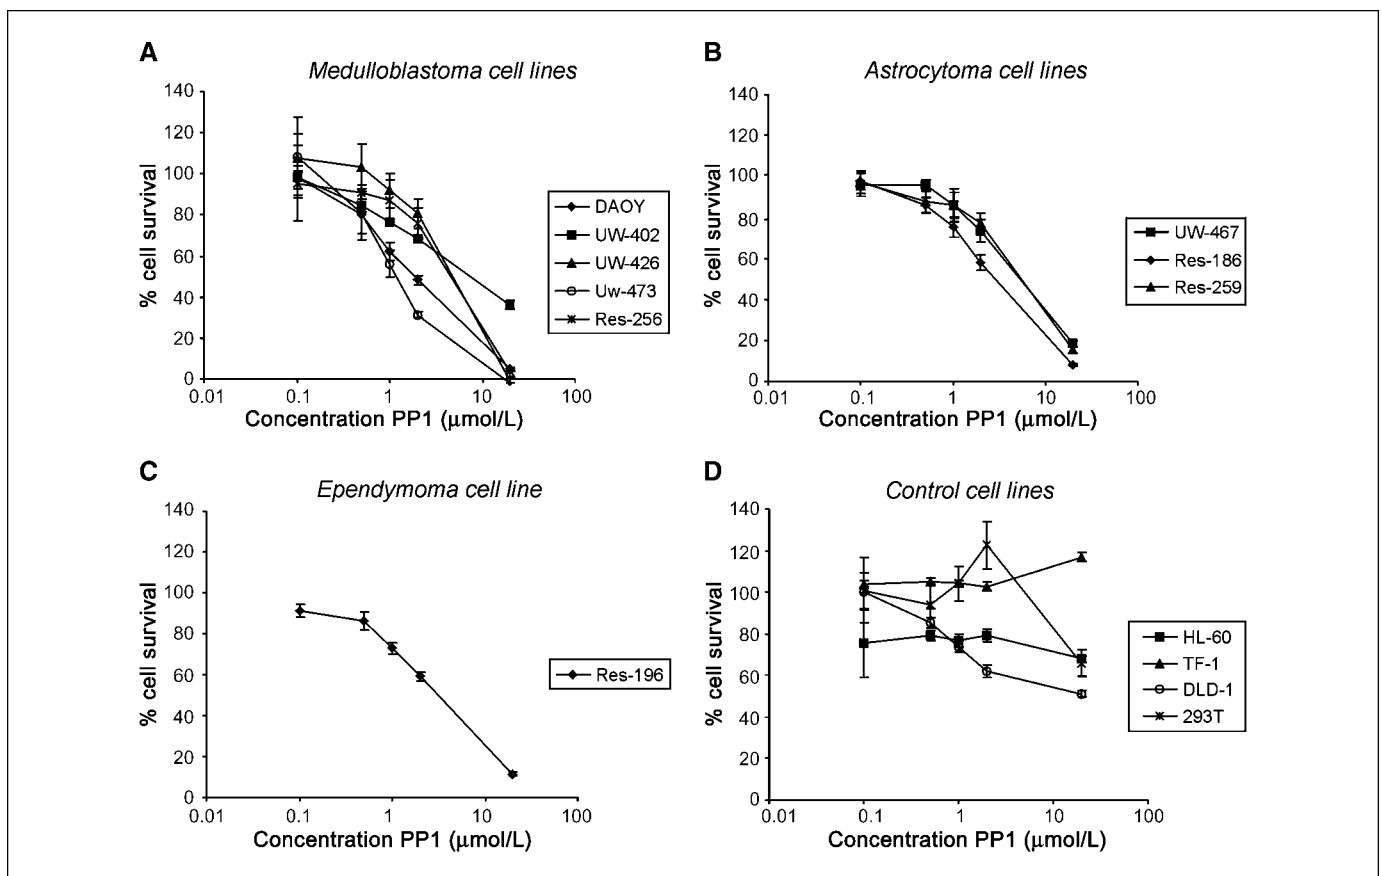 A
Medulloblastoma cell lines
140
120
100
80
60
40
20
0
0.01
0.1
1
10
100
% cell survival
Concentration PP1 (μmol/L)
DAOY
UW-402
UW-426
Uw-473
Res-256
B
Astrocytoma cell lines
140
120
100
80
60
40
20
0
0.01
0.1
1
10
100
% cell survival
Concentration PP1 (μmol/L)
UW-467
Res-186
Res-259
C
Ependymoma cell line
140
120
100
80
60
40
20
0
0.01
0.1
1
10
100
% cell survival
Concentration PP1 (μmol/L)
Res-196
D
Control cell lines
140
120
100
80
60
40
20
0
0.01
0.1
1
10
100
% cell survival
Concentration PP1 (μmol/L)
HL-60
TF-1
DLD-1
293T